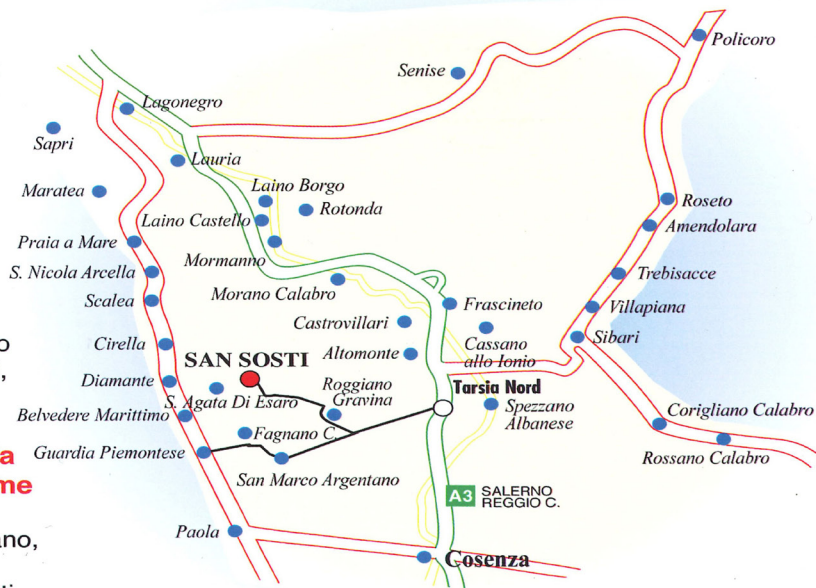 Policoro
Senise
Lagonegro
Sapri
Lauria
Maratea
Laino Borgo
Rotonda
Roseto
Laino Castello
Amendolara
Praia a Mare
Mormanno
S. Nicola Arcella
Trebisacce
Morano Calabro
Scalea
Frascineto
Villapiana
Castrovillari
Cassano
allo Ionio
Sibari
o
Cirella
SAN SOSTI
Altomonte
,
Diamante
Roggiano
Gravina
Tarsia Nord
S. Agata Di Esaro
Spezzano
Albanese
Belvedere Marittimo
Corigliano Calabro
Fagnano C.
a
Guardia Piemontese
Rossano Calabro
me
San Marco Argentano
A3 SALERNO
REGGIO C.
Paola
ano,
Cosenza